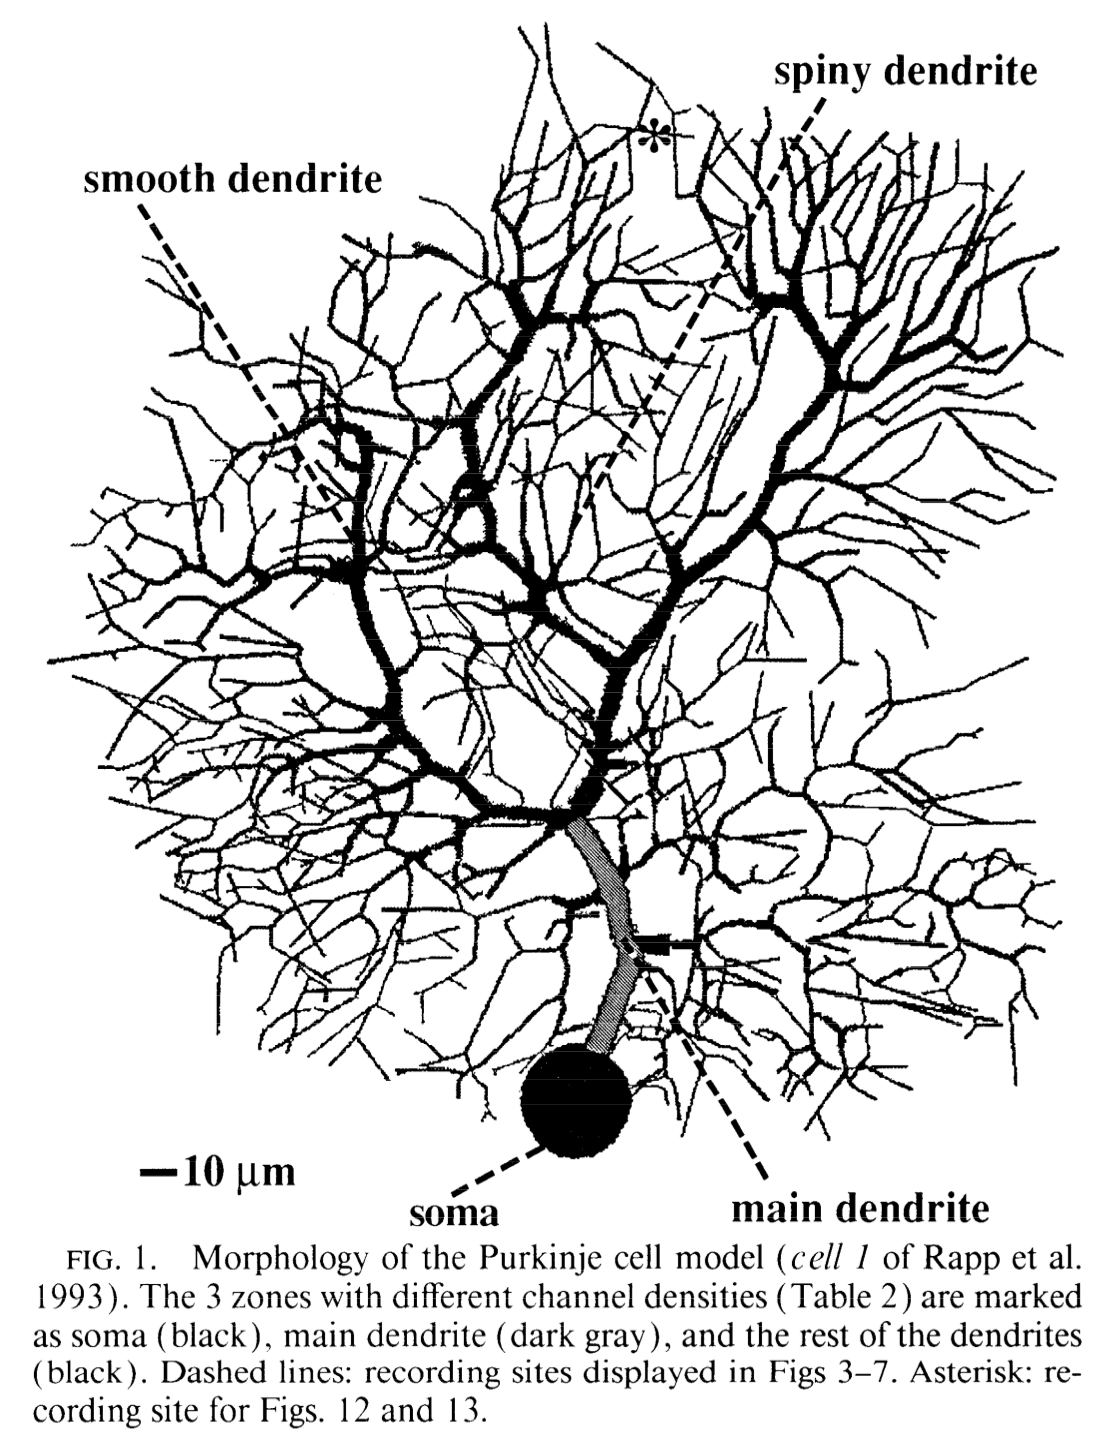 spiny dendrite
smooth dendrite
*
10 μm
soma
main dendrite
FIG. 1. Morphology of the Purkinje cell model (cell 1 of Rapp et al.
1993). The 3 zones with different channel densities (Table 2) are marked
as soma (black), main dendrite (dark gray), and the rest of the dendrites
(black). Dashed lines: recording sites displayed in Figs 3–7. Asterisk: re-
cording site for Figs. 12 and 13.